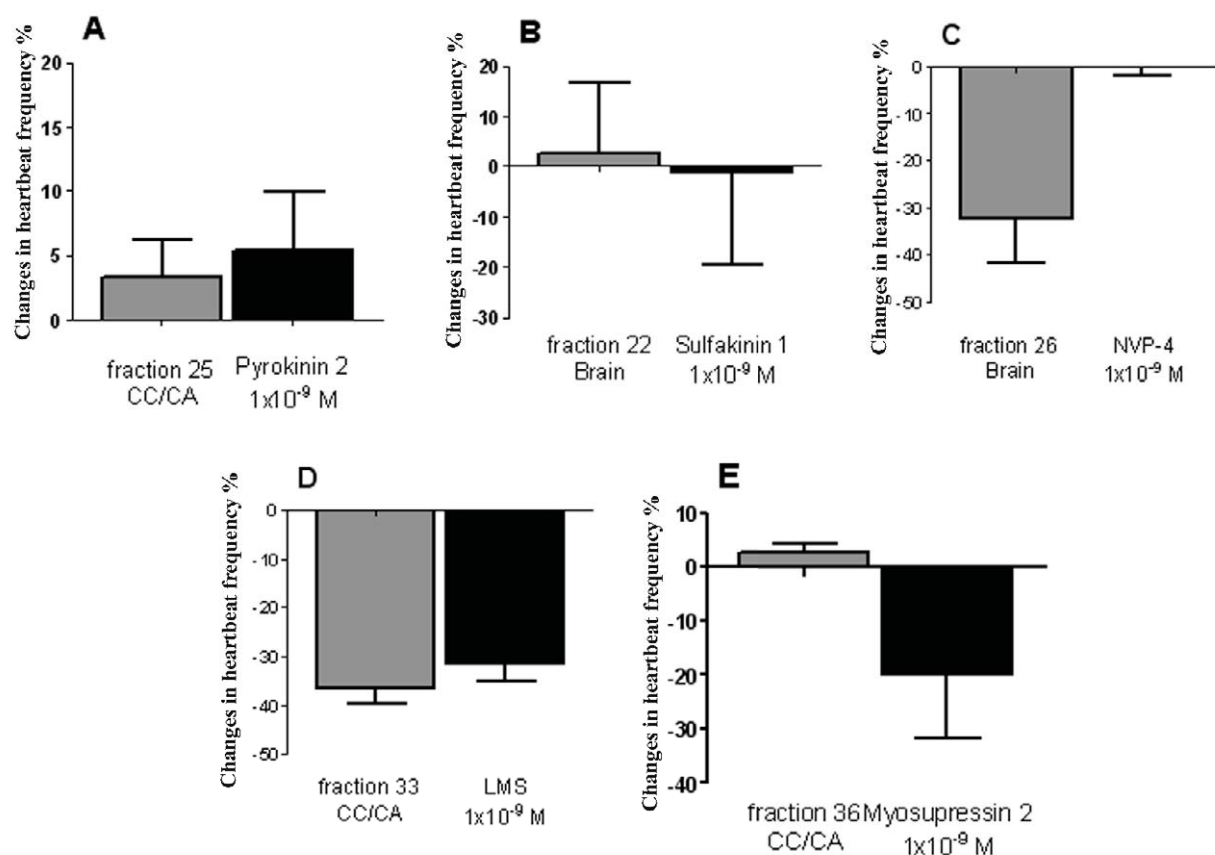 A
Changes in heartbeat frequency %
20
15
10
5
0
fraction 25
CC/CA
Pyrokinin 2
1x10⁻⁹ M
B
Changes in heartbeat frequency %
20
10
0
-10
-20
-30
fraction 22
Brain
Sulfakinin 1
1x10⁻⁹ M
C
Changes in heartbeat frequency %
0
-10
-20
-30
-40
-50
fraction 26
Brain
NVP-4
1x10⁻⁹ M
D
Changes in heartbeat frequency %
0
-10
-20
-30
-40
-50
fraction 33
CC/CA
LMS
1x10⁻⁹ M
E
Changes in heartbeat frequency %
10
0
-10
-20
-30
-40
fraction 36
CC/CA
Myosupressin 2
1x10⁻⁹ M